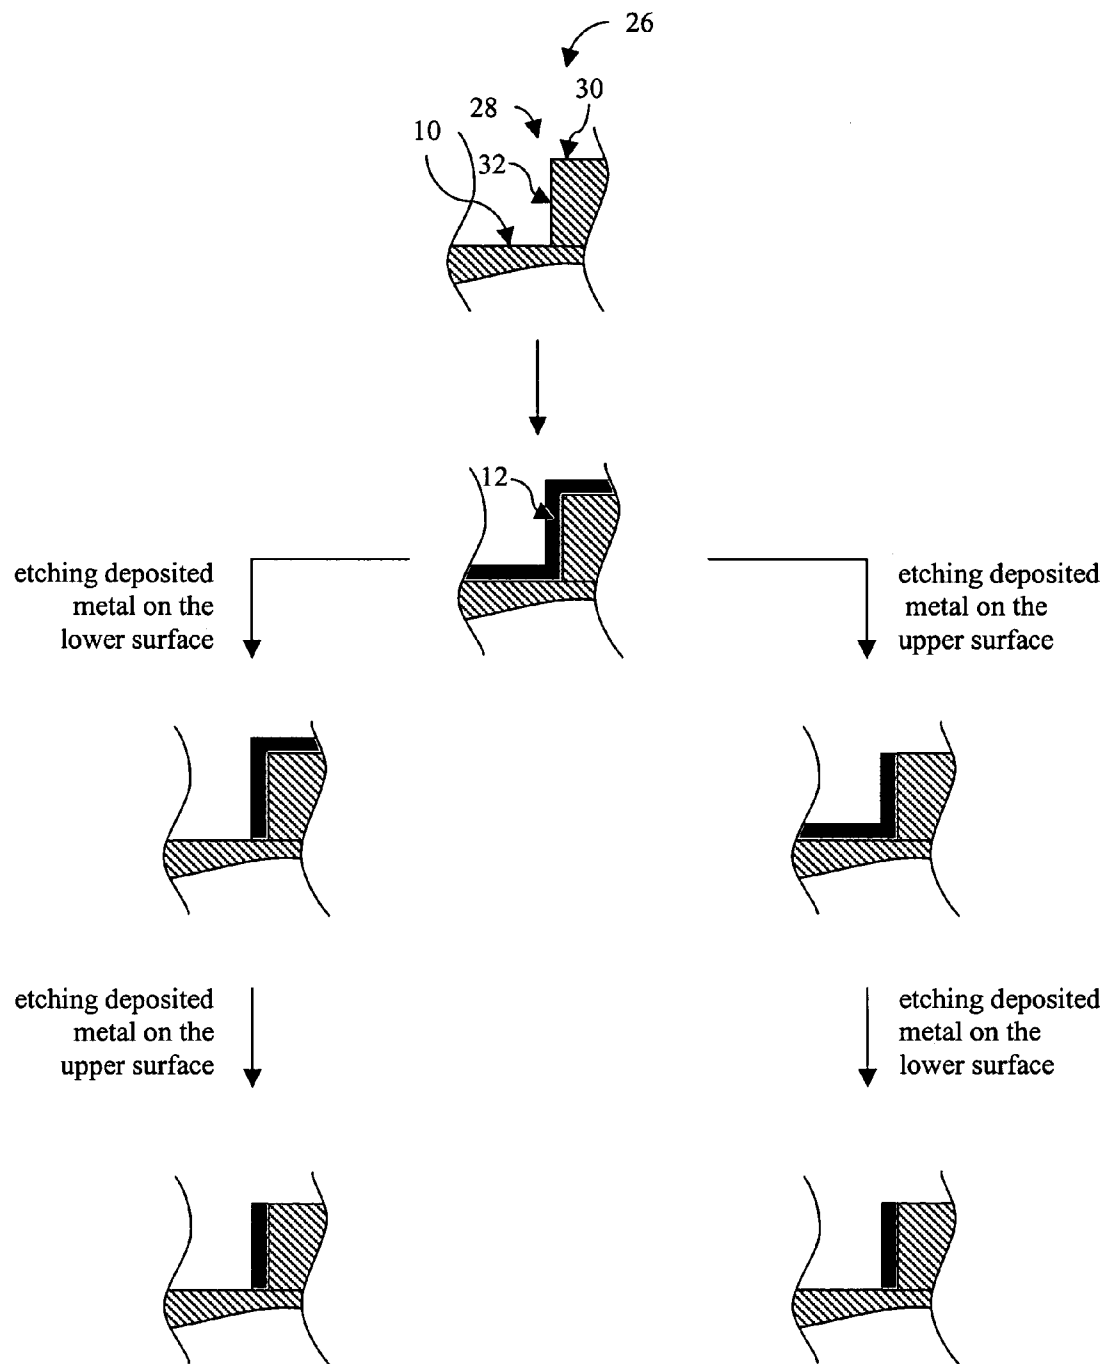 26
30
28
10
32
12
etching deposited
metal on the
lower surface
etching deposited
metal on the
upper surface
etching deposited
metal on the
upper surface
etching deposited
metal on the
lower surface